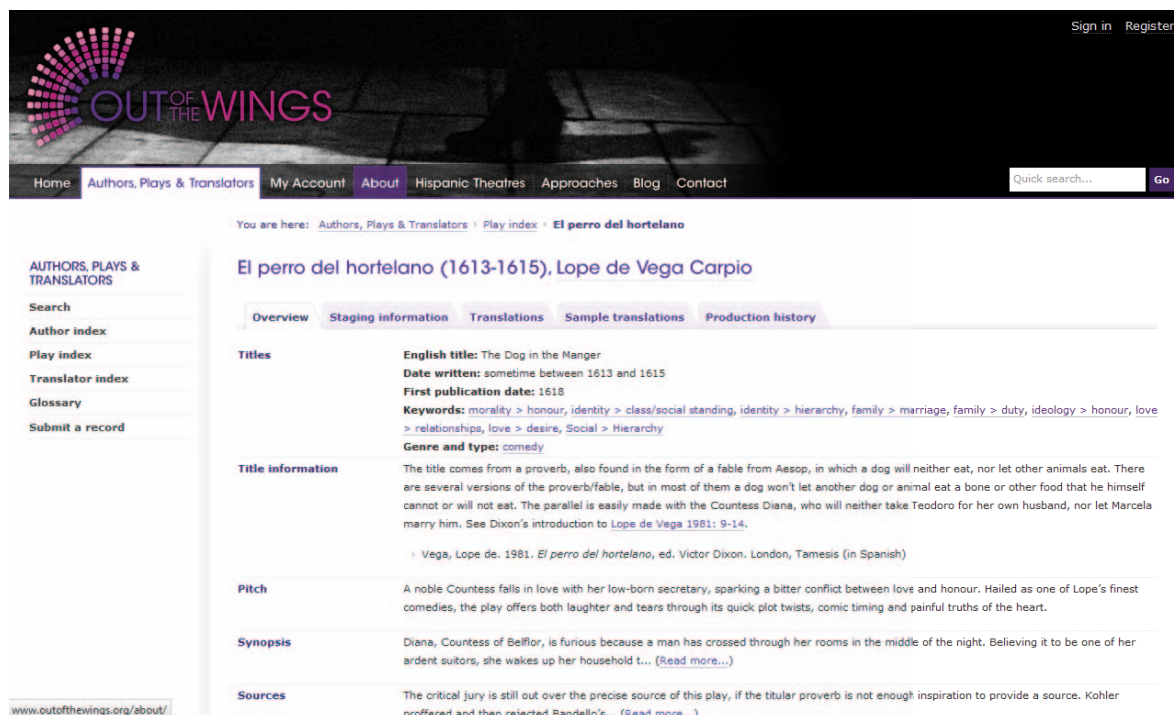 Sign in Register
OUT OF THE WINGS
Home Authors, Plays & Translators My Account About Hispanic Theatres Approaches Blog Contact
Quick search... Go
You are here: Authors, Plays & Translators › Play index › El perro del hortelano
AUTHORS, PLAYS &
TRANSLATORS
Search
Author index
Play index
Translator index
Glossary
Submit a record
El perro del hortelano (1613-1615), Lope de Vega Carpio
Overview Staging information Translations Sample translations Production history
Titles
English title: The Dog in the Manger
Date written: sometime between 1613 and 1615
First publication date: 1618
Keywords: morality > honour, identity > class/social standing, identity > hierarchy, family > marriage, family > duty, ideology > honour, love
> relationships, love > desire, Social > Hierarchy
Genre and type: comedy
Title information
The title comes from a proverb, also found in the form of a fable from Aesop, in which a dog will neither eat, nor let other animals eat. There
are several versions of the proverb/fable, but in most of them a dog won't let another dog or animal eat a bone or other food that he himself
cannot or will not eat. The parallel is easily made with the Countess Diana, who will neither take Teodoro for her own husband, nor let Marcela
marry him. See Dixon's introduction to Lope de Vega 1981: 9-14.
› Vega, Lope de. 1981. El perro del hortelano, ed. Victor Dixon. London, Tamesis (in Spanish)
Pitch
A noble Countess falls in love with her low-born secretary, sparking a bitter conflict between love and honour. Hailed as one of Lope's finest
comedies, the play offers both laughter and tears through its quick plot twists, comic timing and painful truths of the heart.
Synopsis
Diana, Countess of Belflor, is furious because a man has crossed through her rooms in the middle of the night. Believing it to be one of her
ardent suitors, she wakes up her household t... (Read more...)
Sources
The critical jury is still out over the precise source of this play, if the titular proverb is not enough inspiration to provide a source. Kohler
proffered and then rejected Bandello's... (Read more...)
www.outofthewings.org/about/